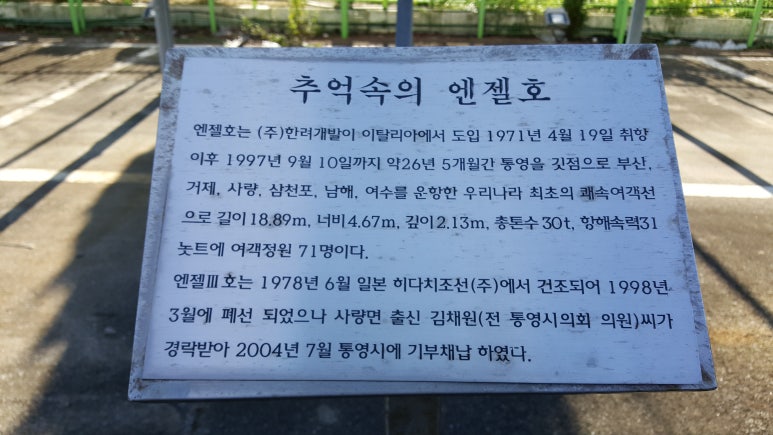 추억속의 엔젤호
엔젤호는 (주)한려개발이 이탈리아에서 도입 1971년 4월 19일 취항
이후 1997년 9월 10일까지 약26년 5개월간 통영을 깃점으로 부산,
거제, 사량, 삼천포, 남해, 여수를 운항한 우리나라 최초의 쾌속여객선
으로 길이18.89m, 너비4.67m, 깊이2.13m, 총톤수30t, 항해속력31
놋트에 여객정원 71명이다.
엔젤Ⅲ호는 1978년 6월 일본 히다치조선(주)에서 건조되어 1998년
3월에 폐선 되었으나 사량면 출신 김채원(전 통영시의회 의원)씨가
경락받아 2004년 7월 통영시에 기부채납 하였다.